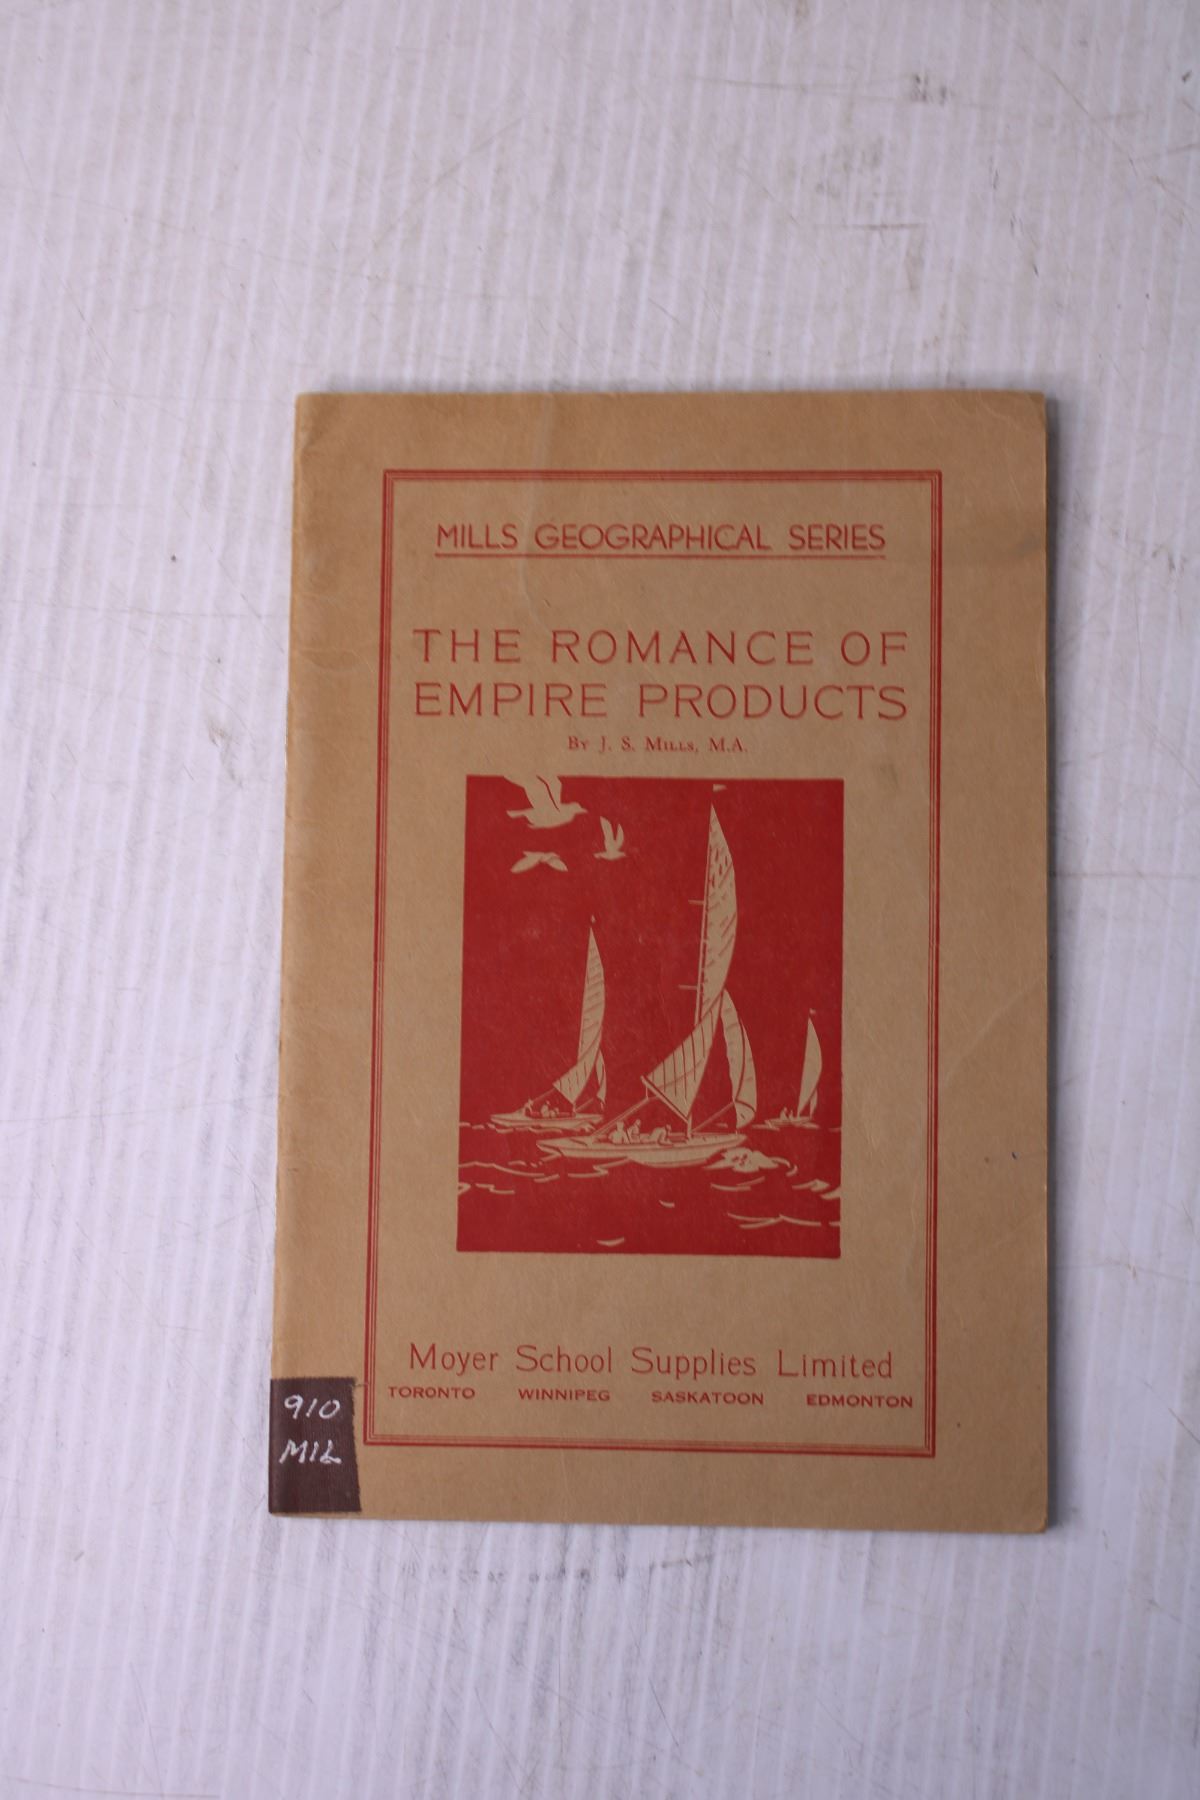 MILLS GEOGRAPHICAL SERIES
THE ROMANCE OF
EMPIRE PRODUCTS
BY J. S. MILLS, M.A.
Moyer School Supplies Limited
TORONTO WINNIPEG SASKATOON EDMONTON
910
MIL